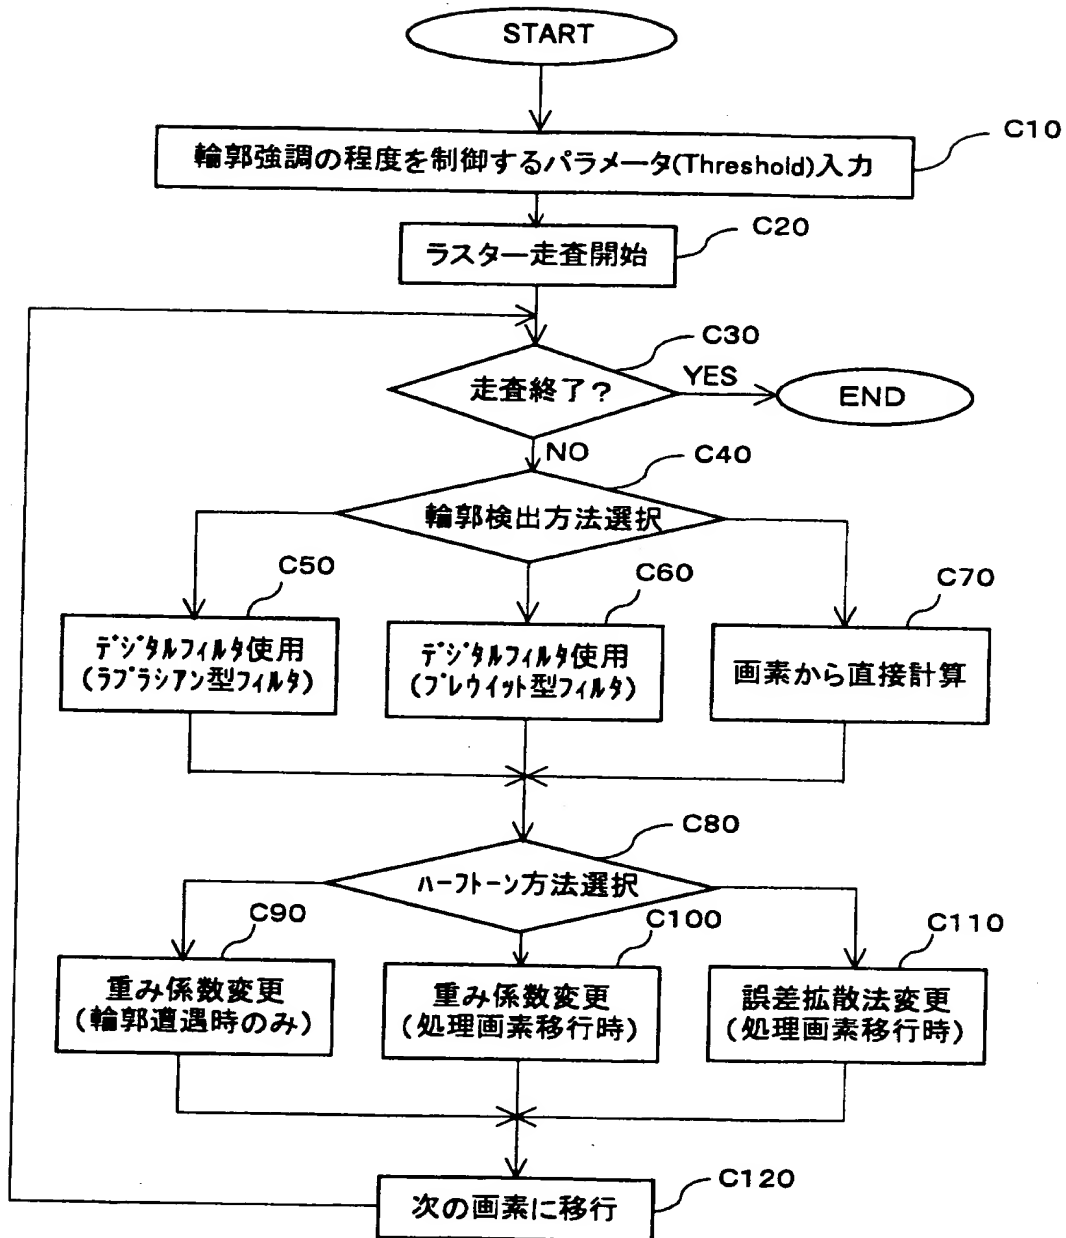 START
C10
輪郭強調の程度を制御するパラメータ(Threshold)入力
C20
ラスター走査開始
C30
走査終了?
YES
END
NO
C40
輪郭検出方法選択
C50
デジタルフィルタ使用
(ラプラシアン型フィルタ)
C60
デジタルフィルタ使用
(プレウイット型フィルタ)
C70
画素から直接計算
C80
ハーフトーン方法選択
C90
重み係数変更
(輪郭遭遇時のみ)
C100
重み係数変更
(処理画素移行時)
C110
誤差拡散法変更
(処理画素移行時)
C120
次の画素に移行